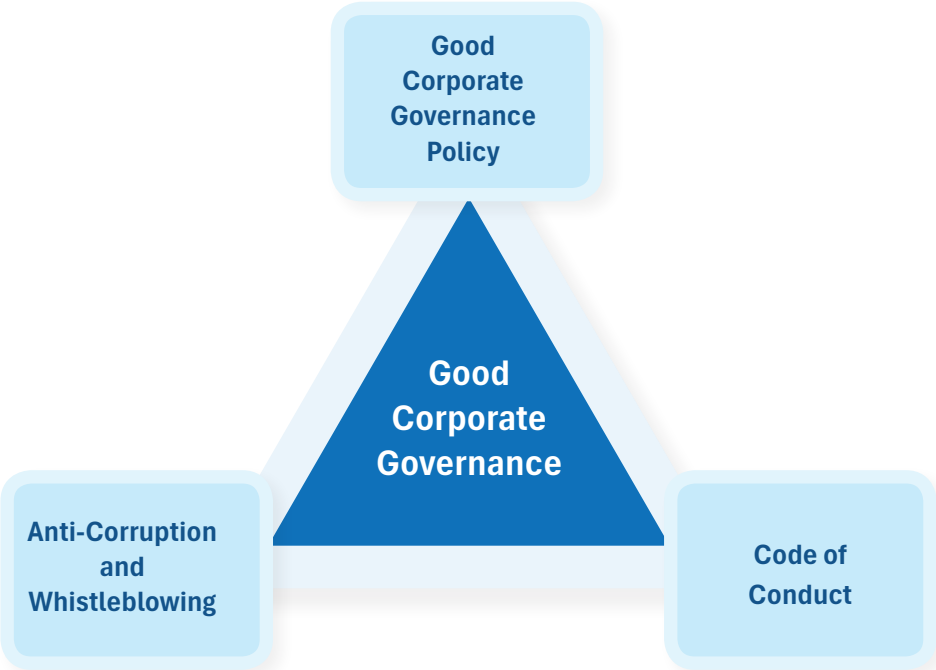 Good
Corporate
Governance
Policy
Good
Corporate
Governance
Anti-Corruption
and
Whistleblowing
Code of
Conduct